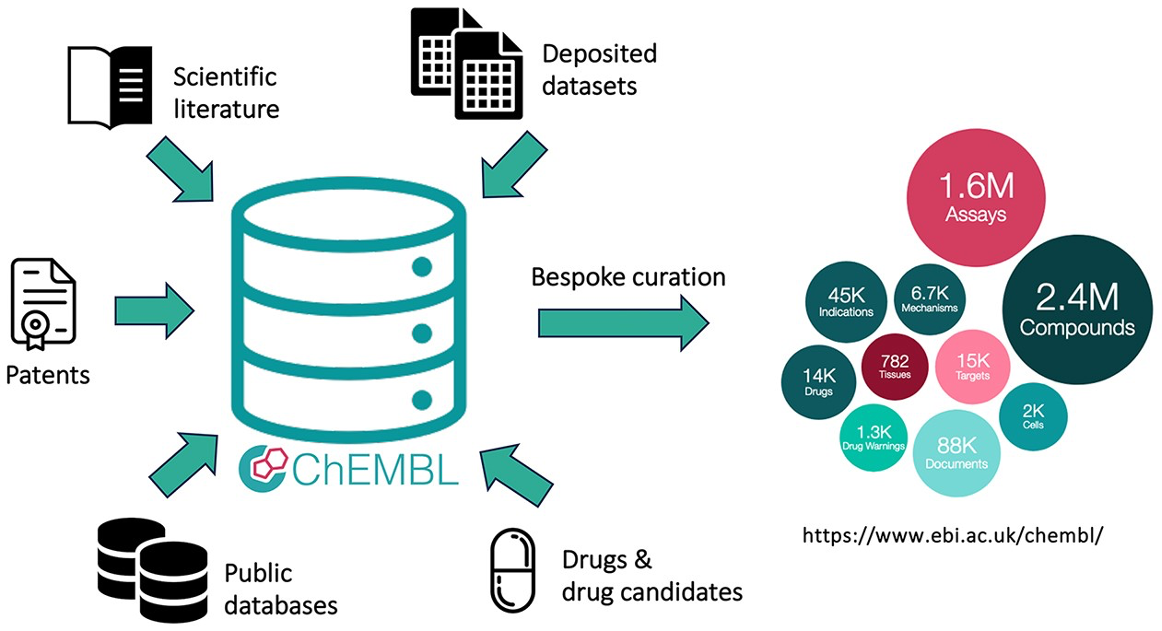 Scientific
literature
Deposited
datasets
Patents
ChEMBL
Public
databases
Drugs &
drug candidates
Bespoke curation
1.6M
Assays
2.4M
Compounds
45K
Indications
6.7K
Mechanisms
782
Tissues
15K
Targets
14K
Drugs
2K
Cells
1.3K
Drug Warnings
88K
Documents
https://www.ebi.ac.uk/chembl/